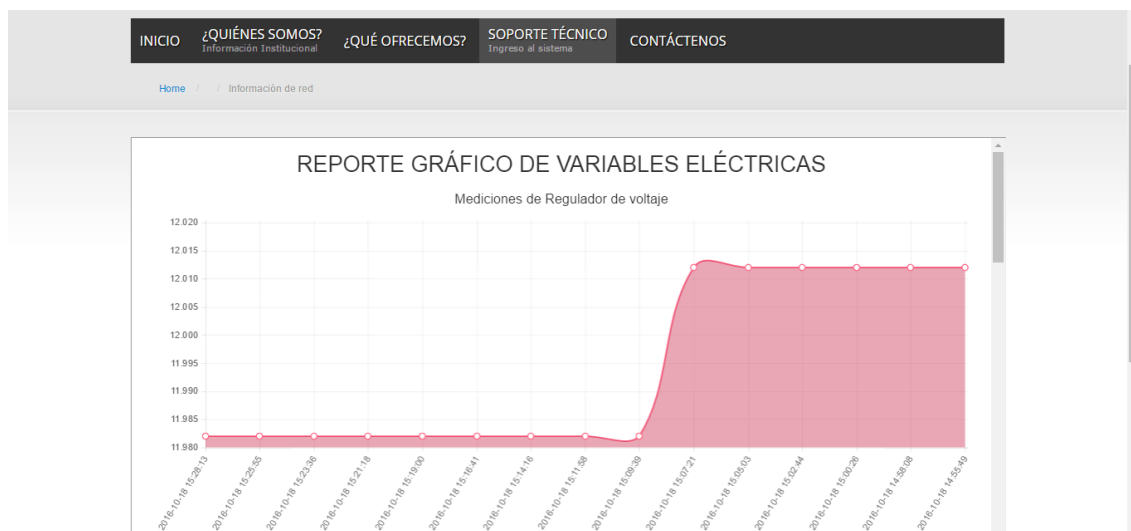 INICIO
¿QUIÉNES SOMOS?
Información Institucional
¿QUÉ OFRECEMOS?
SOPORTE TÉCNICO
Ingreso al sistema
CONTÁCTENOS
Home / / Información de red
REPORTE GRÁFICO DE VARIABLES ELÉCTRICAS
Mediciones de Regulador de voltaje
12.020
12.015
12.010
12.005
12.000
11.995
11.990
11.985
11.980
2016-10-18 15:28:13
2016-10-18 15:25:55
2016-10-18 15:23:36
2016-10-18 15:21:18
2016-10-18 15:19:00
2016-10-18 15:16:41
2016-10-18 15:14:16
2016-10-18 15:11:58
2016-10-18 15:09:39
2016-10-18 15:07:21
2016-10-18 15:05:03
2016-10-18 15:02:44
2016-10-18 15:00:26
2016-10-18 14:58:08
2016-10-18 14:55:49